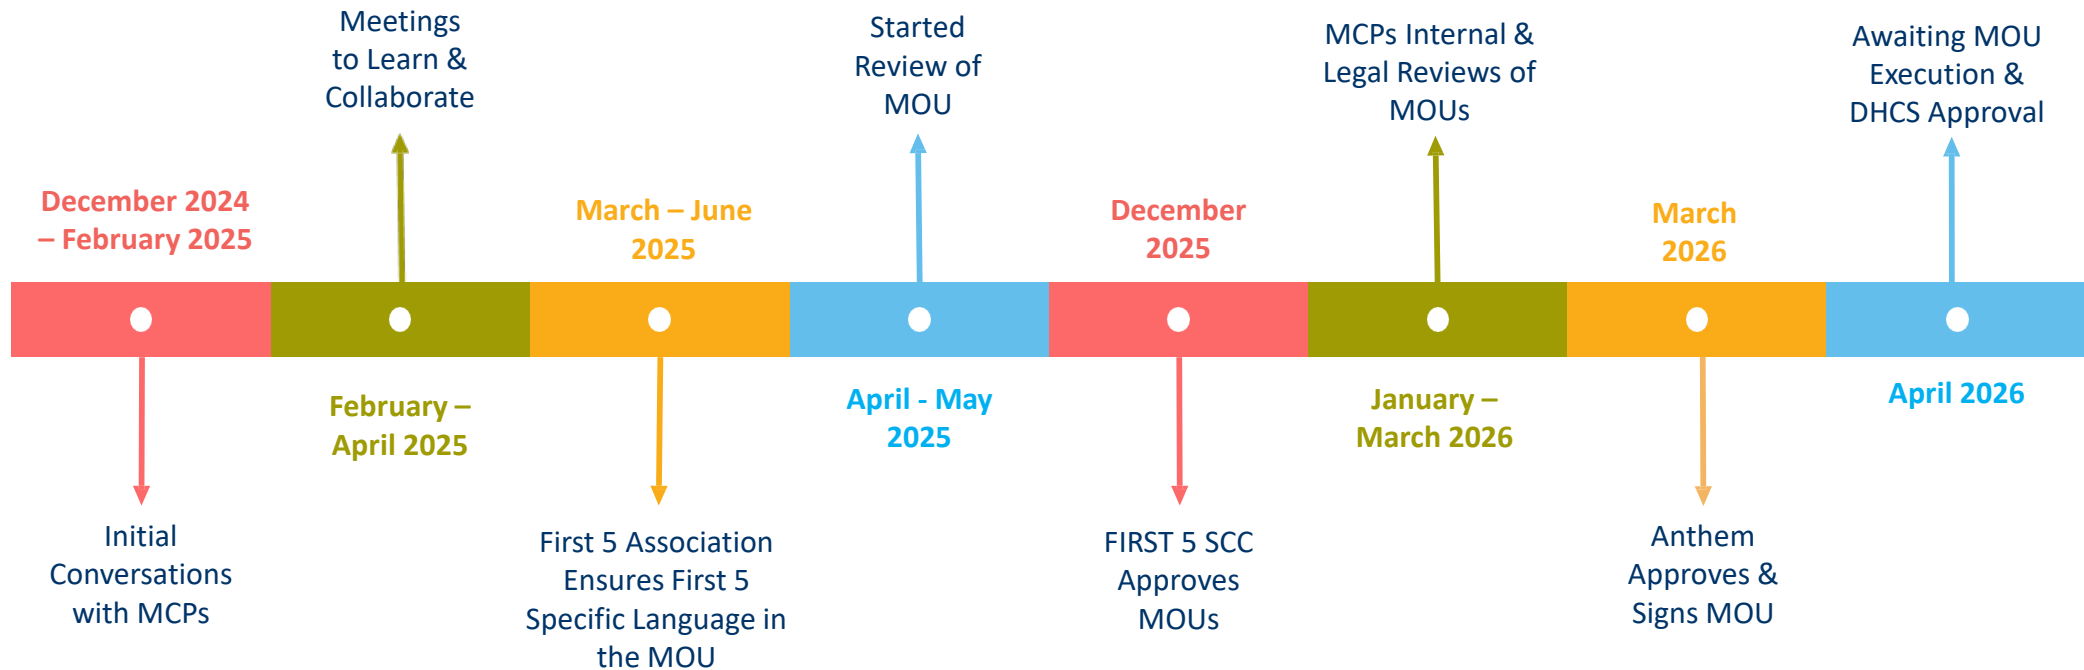 December 2024
– February 2025
Initial
Conversations
with MCPs
Meetings
to Learn &
Collaborate
February –
April 2025
March – June
2025
First 5 Association
Ensures First 5
Specific Language in
the MOU
Started
Review of
MOU
April - May
2025
December
2025
FIRST 5 SCC
Approves
MOUs
MCPs Internal &
Legal Reviews of
MOUs
January –
March 2026
March
2026
Anthem
Approves &
Signs MOU
Awaiting MOU
Execution &
DHCS Approval
April 2026